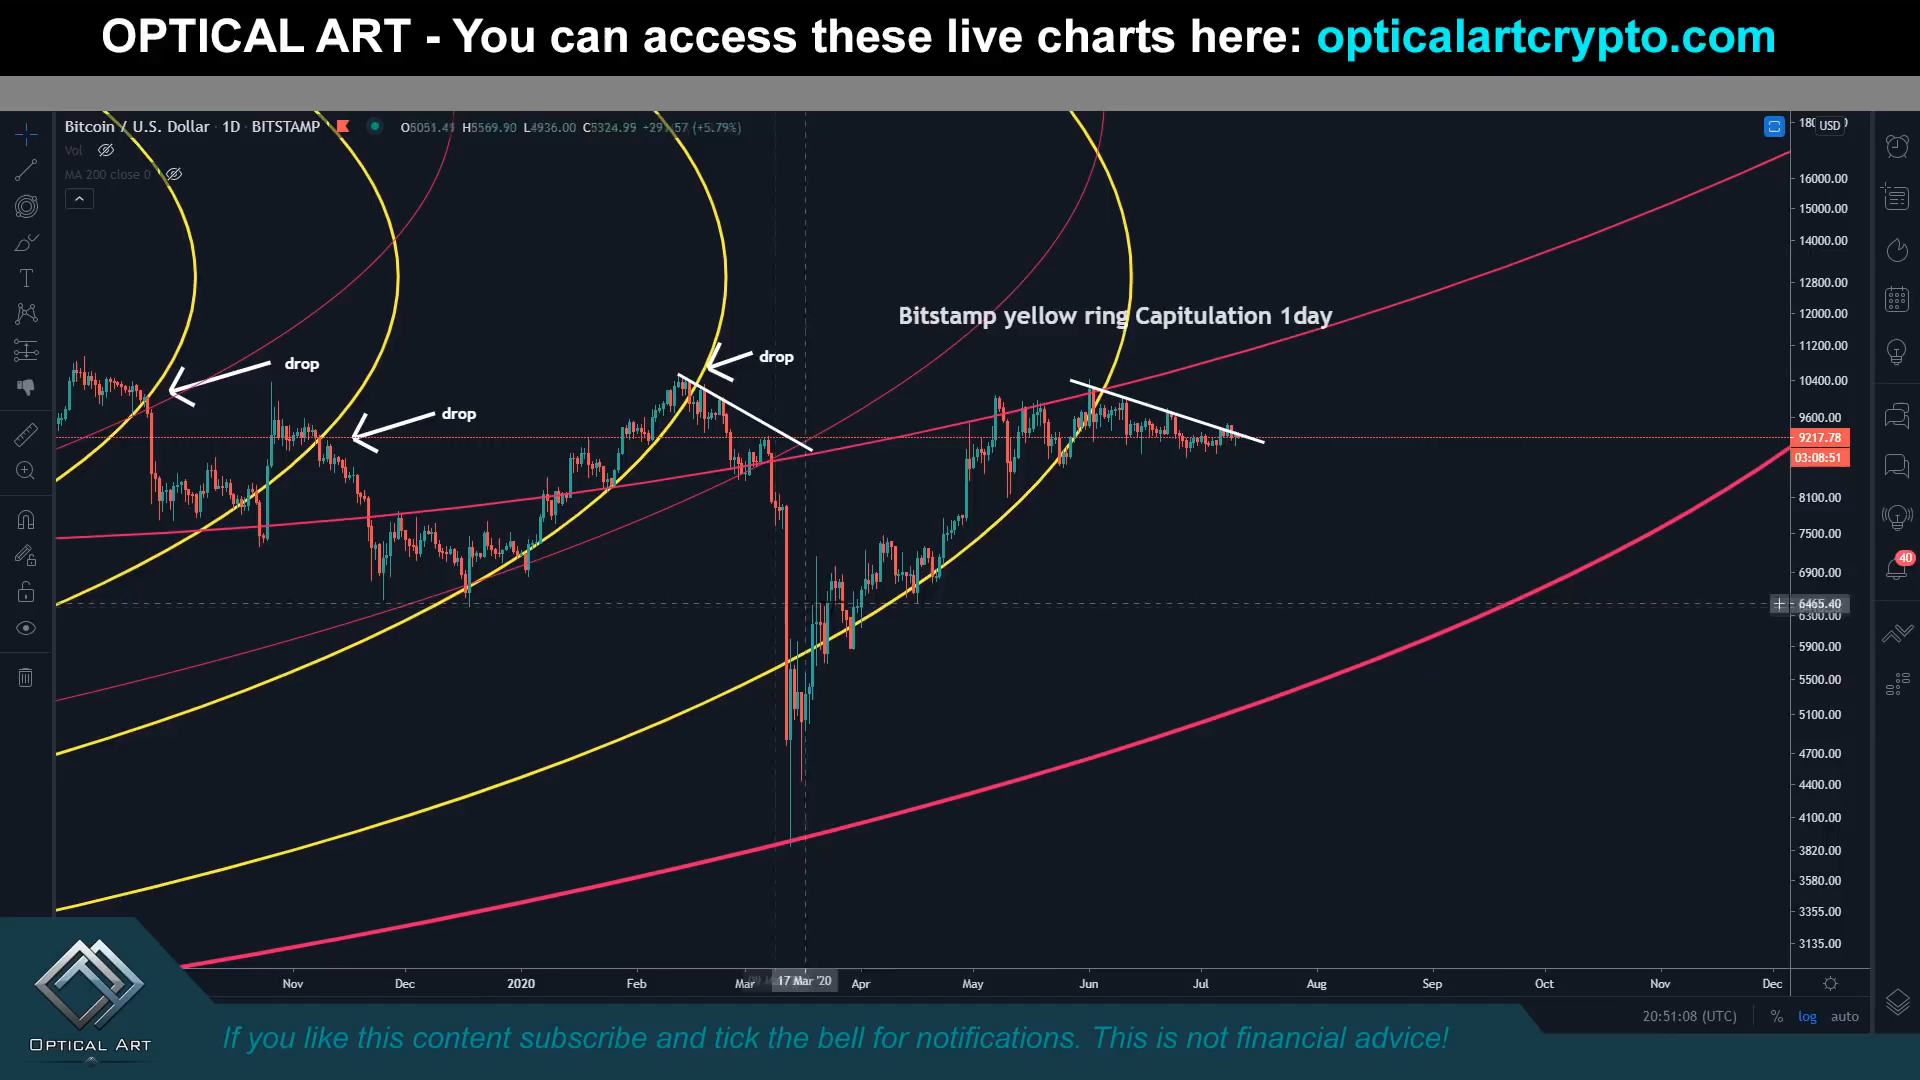 OPTICAL ART - You can access these live charts here: opticalartcrypto.com
Bitcoin / U.S. Dollar · 1D · BITSTAMP H5569.90 L4936.00 C5324.99 (+5.79%)
Vol
MA 200 close 0
USD
16000.00
15000.00
14000.00
12800.00
12000.00
11200.00
10400.00
9600.00
9217.78
03:08:51
8100.00
7500.00
6900.00
6465.40
6300.00
5900.00
5500.00
5100.00
4700.00
4400.00
4100.00
3820.00
3580.00
3355.00
3135.00
Bitstamp yellow ring Capitulation 1day
drop
drop
drop
40
Nov Dec 2020 Feb Mar 17 Mar '20 Apr May Jun Jul Aug Sep Oct Nov Dec
20:51:08 (UTC) % log auto
OPTICAL ART
If you like this content subscribe and tick the bell for notifications. This is not financial advice!